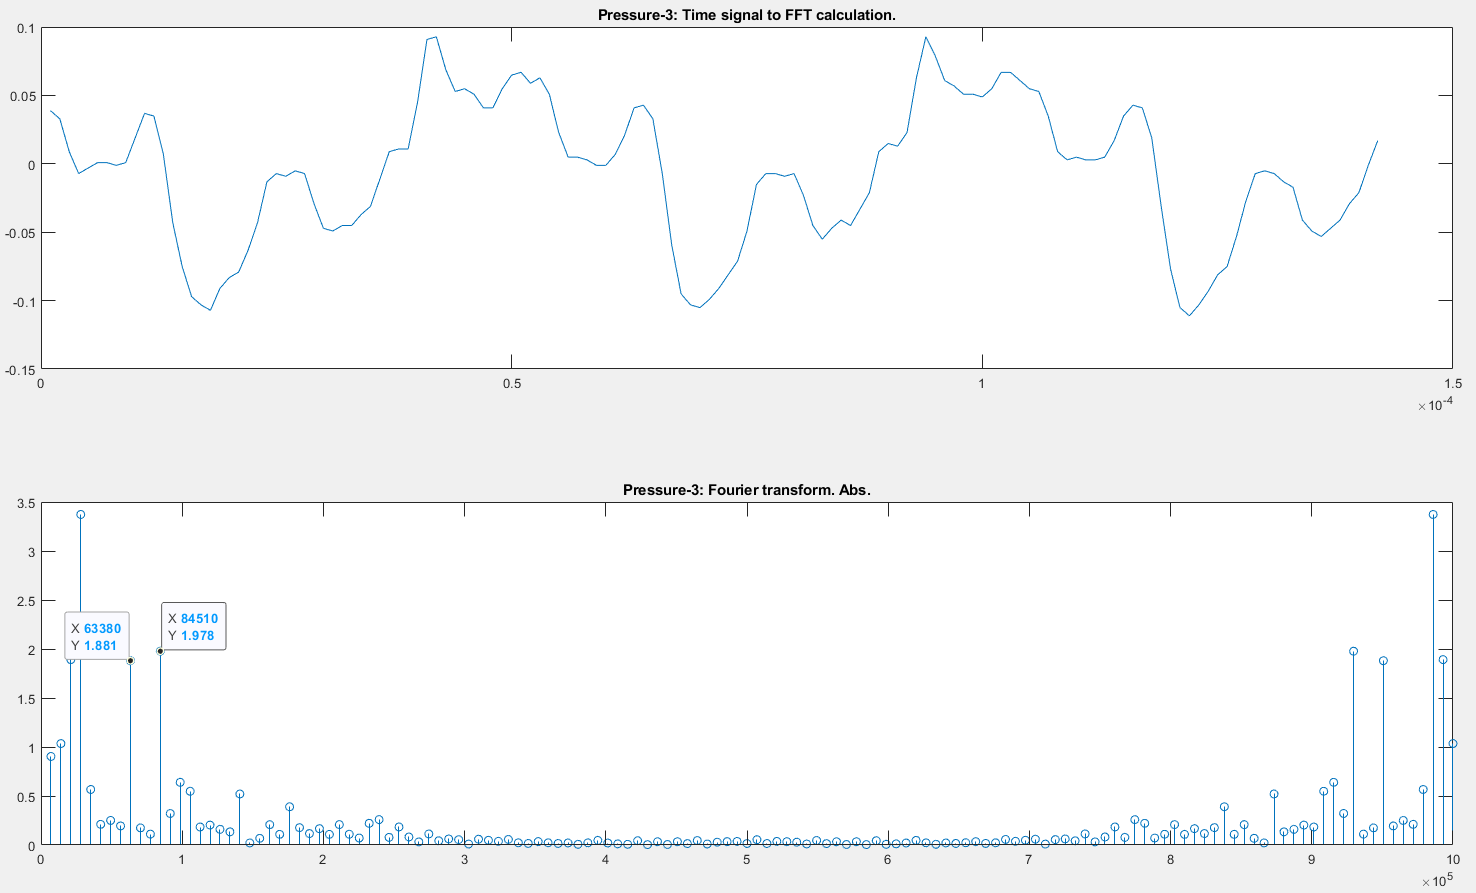 Pressure-3: Time signal to FFT calculation.
0.1
0.05
0
-0.05
-0.1
-0.15
0 0.5 1 1.5
×10-4
Pressure-3: Fourier transform. Abs.
3.5
3
2.5
2
1.5
1
0.5
0
X 63380
Y 1.881
X 84510
Y 1.978
0 1 2 3 4 5 6 7 8 9 10
×105